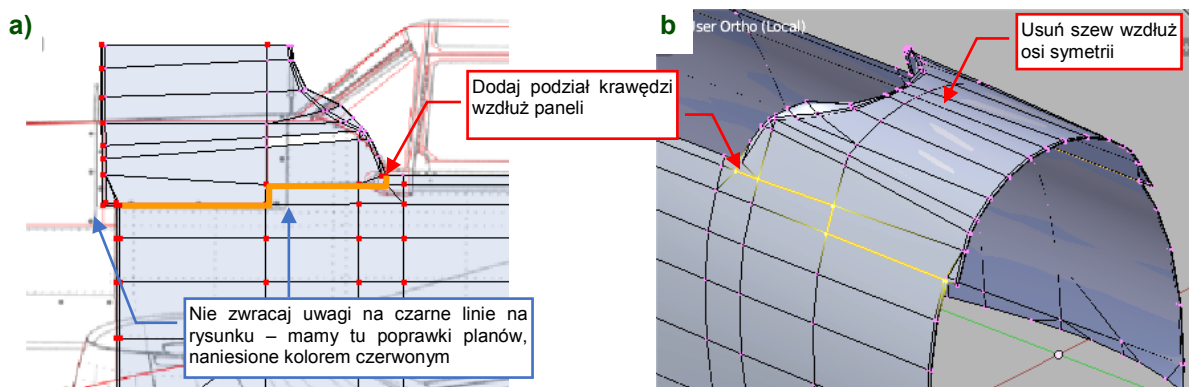 a)
Dodaj podział krawędzi
wzdłuż paneli
Nie zwracaj uwagi na czarne linie na
rysunku – mamy tu poprawki planów,
naniesione kolorem czerwonym
b
User Ortho (Local)
Usuń szew wzdłuż
osi symetrii